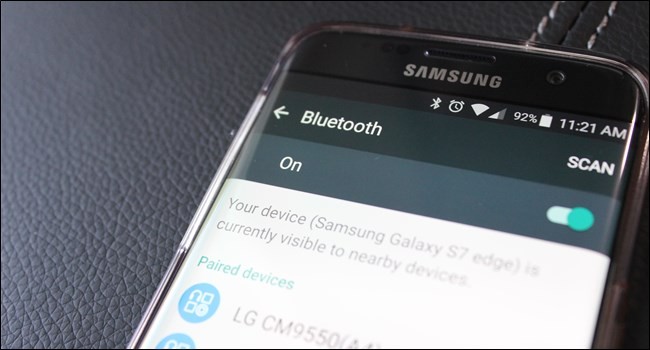 SAMSUNG
92% 11:21 AM
Bluetooth
SCAN
On
Your device (Samsung Galaxy S7 edge) is
currently visible to nearby devices.
Paired devices
LG CM9550(A4)